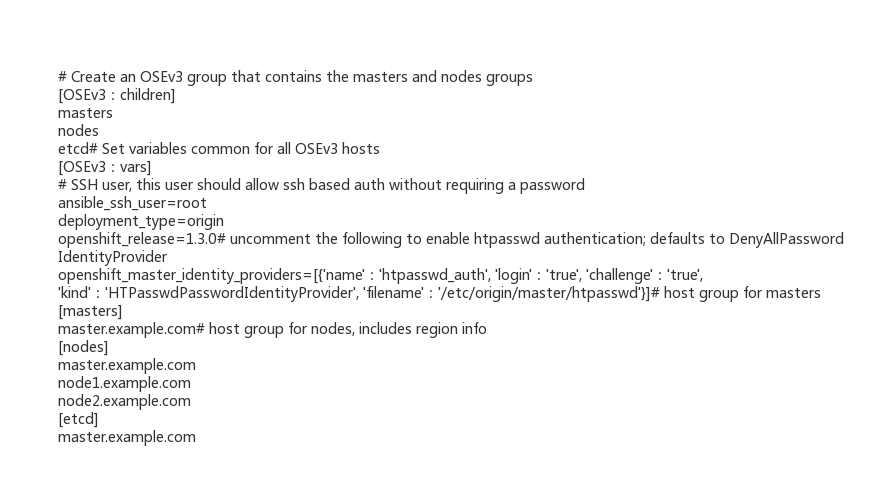 # Create an OSEv3 group that contains the masters and nodes groups
[OSEv3 : children]
masters
nodes
etcd# Set variables common for all OSEv3 hosts
[OSEv3 : vars]
# SSH user, this user should allow ssh based auth without requiring a password
ansible_ssh_user=root
deployment_type=origin
openshift_release=1.3.0# uncomment the following to enable htpasswd authentication; defaults to DenyAllPassword
IdentityProvider
openshift_master_identity_providers=[{'name' : 'htpasswd_auth', 'login' : 'true', 'challenge' : 'true',
'kind' : 'HTPasswdPasswordIdentityProvider', 'filename' : '/etc/origin/master/htpasswd'}]# host group for masters
[masters]
master.example.com# host group for nodes, includes region info
[nodes]
master.example.com
node1.example.com
node2.example.com
[etcd]
master.example.com